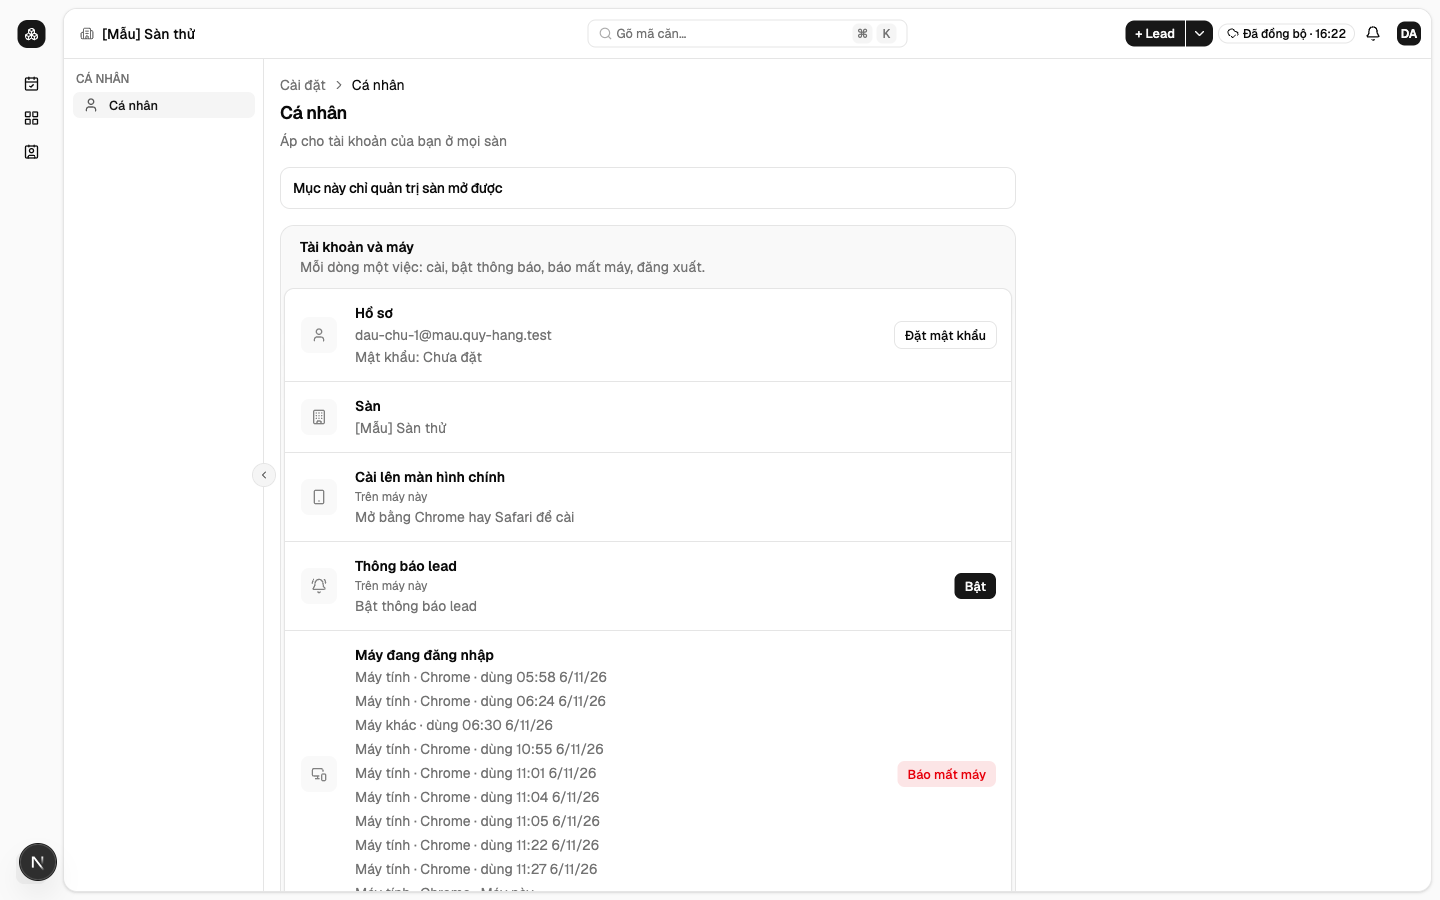 [Mẫu] Sàn thử
Gõ mã căn...
⌘ K
+ Lead
Đã đồng bộ · 16:22
DA
CÁ NHÂN
Cá nhân
Cài đặt > Cá nhân
Cá nhân
Áp cho tài khoản của bạn ở mọi sàn
Mục này chỉ quản trị sàn mở được
Tài khoản và máy
Mỗi dòng một việc: cài, bật thông báo, báo mất máy, đăng xuất.
Hồ sơ
dau-chu-1@mau.quy-hang.test
Mật khẩu: Chưa đặt
Đặt mật khẩu
Sàn
[Mẫu] Sàn thử
Cài lên màn hình chính
Trên máy này
Mở bằng Chrome hay Safari để cài
Thông báo lead
Trên máy này
Bật thông báo lead
Bật
Máy đang đăng nhập
Máy tính · Chrome · dùng 05:58 6/11/26
Máy tính · Chrome · dùng 06:24 6/11/26
Máy khác · dùng 06:30 6/11/26
Máy tính · Chrome · dùng 10:55 6/11/26
Máy tính · Chrome · dùng 11:01 6/11/26
Máy tính · Chrome · dùng 11:04 6/11/26
Máy tính · Chrome · dùng 11:05 6/11/26
Máy tính · Chrome · dùng 11:22 6/11/26
Máy tính · Chrome · dùng 11:27 6/11/26
Báo mất máy
N